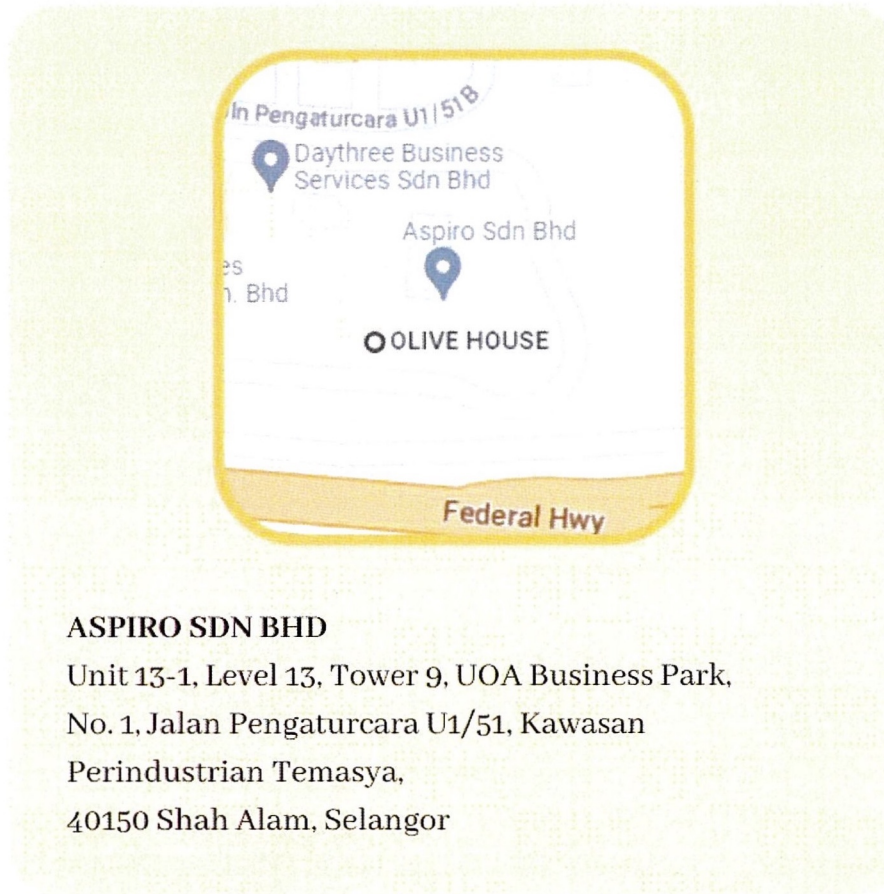 ln Pengaturcara U1/51B
Daythree Business
Services Sdn Bhd
Aspiro Sdn Bhd
es
n. Bhd
OLIVE HOUSE
Federal Hwy
ASPIRO SDN BHD
Unit 13-1, Level 13, Tower 9, UOA Business Park,
No. 1, Jalan Pengaturcara U1/51, Kawasan
Perindustrian Temasya,
40150 Shah Alam, Selangor